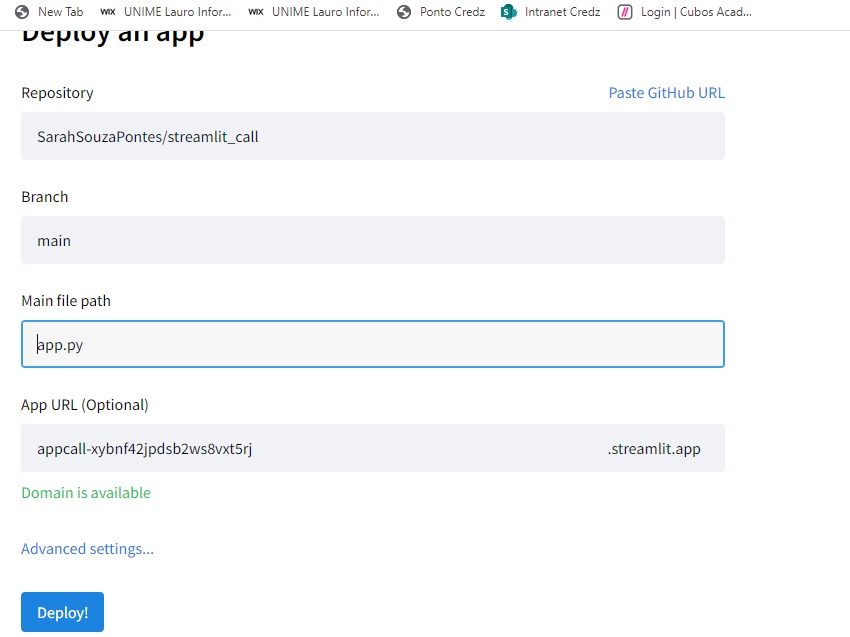 New Tab WIX UNIME Lauro Infor... WIX UNIME Lauro Infor... Ponto Credz S Intranet Credz // Login | Cubos Acad...
Deploy an app
Repository Paste GitHub URL
SarahSouzaPontes/streamlit_call
Branch
main
Main file path
app.py
App URL (Optional)
appcall-xybnf42jpdsb2ws8vxt5rj .streamlit.app
Domain is available
Advanced settings...
Deploy!